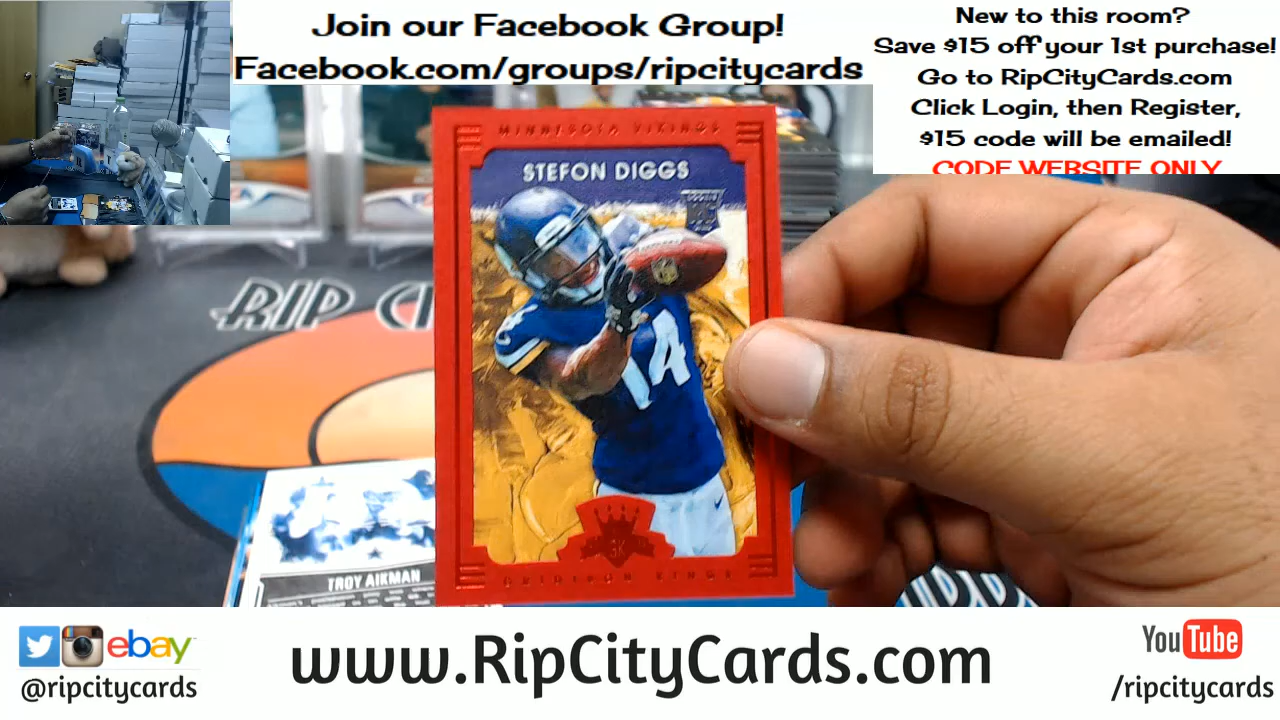 Join our Facebook Group!
Facebook.com/groups/ripcitycards
New to this room?
Save $15 off your 1st purchase!
Go to RipCityCards.com
Click Login, then Register,
$15 code will be emailed!
CODE WEBSITE ONLY
MINNESOTA VIKINGS
STEFON DIGGS
RIP CI
14
GRIDIRON KINGS
TROY AIKMAN
ebay
@ripcitycards
www.RipCityCards.com
YouTube
/ripcitycards